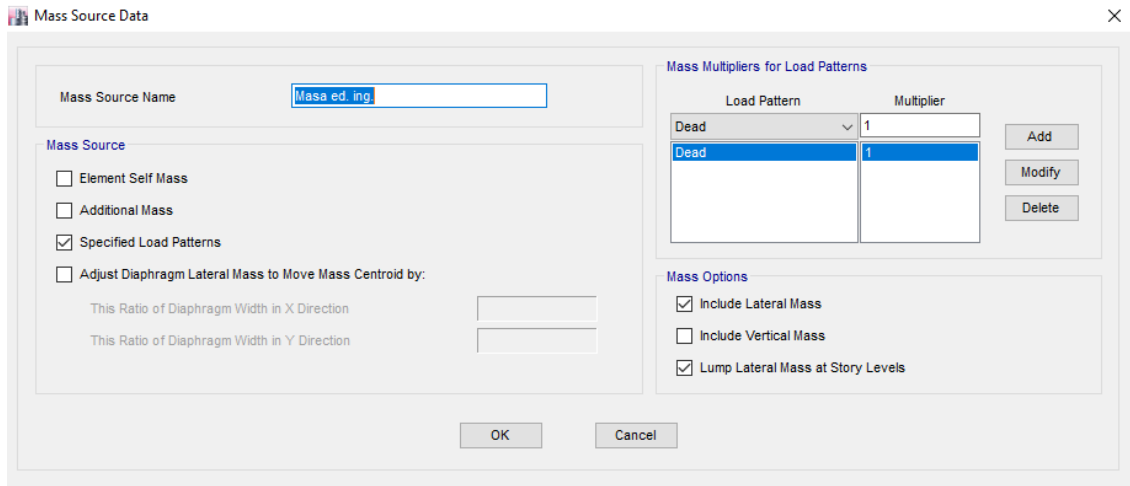 Mass Source Data
Mass Source Name
Masa ed. ing.
Mass Source
Element Self Mass
Additional Mass
Specified Load Patterns
Adjust Diaphragm Lateral Mass to Move Mass Centroid by:
This Ratio of Diaphragm Width in X Direction
This Ratio of Diaphragm Width in Y Direction
Mass Multipliers for Load Patterns
Load Pattern Multiplier
Dead 1
Dead 1
Add
Modify
Delete
Mass Options
Include Lateral Mass
Include Vertical Mass
Lump Lateral Mass at Story Levels
OK Cancel